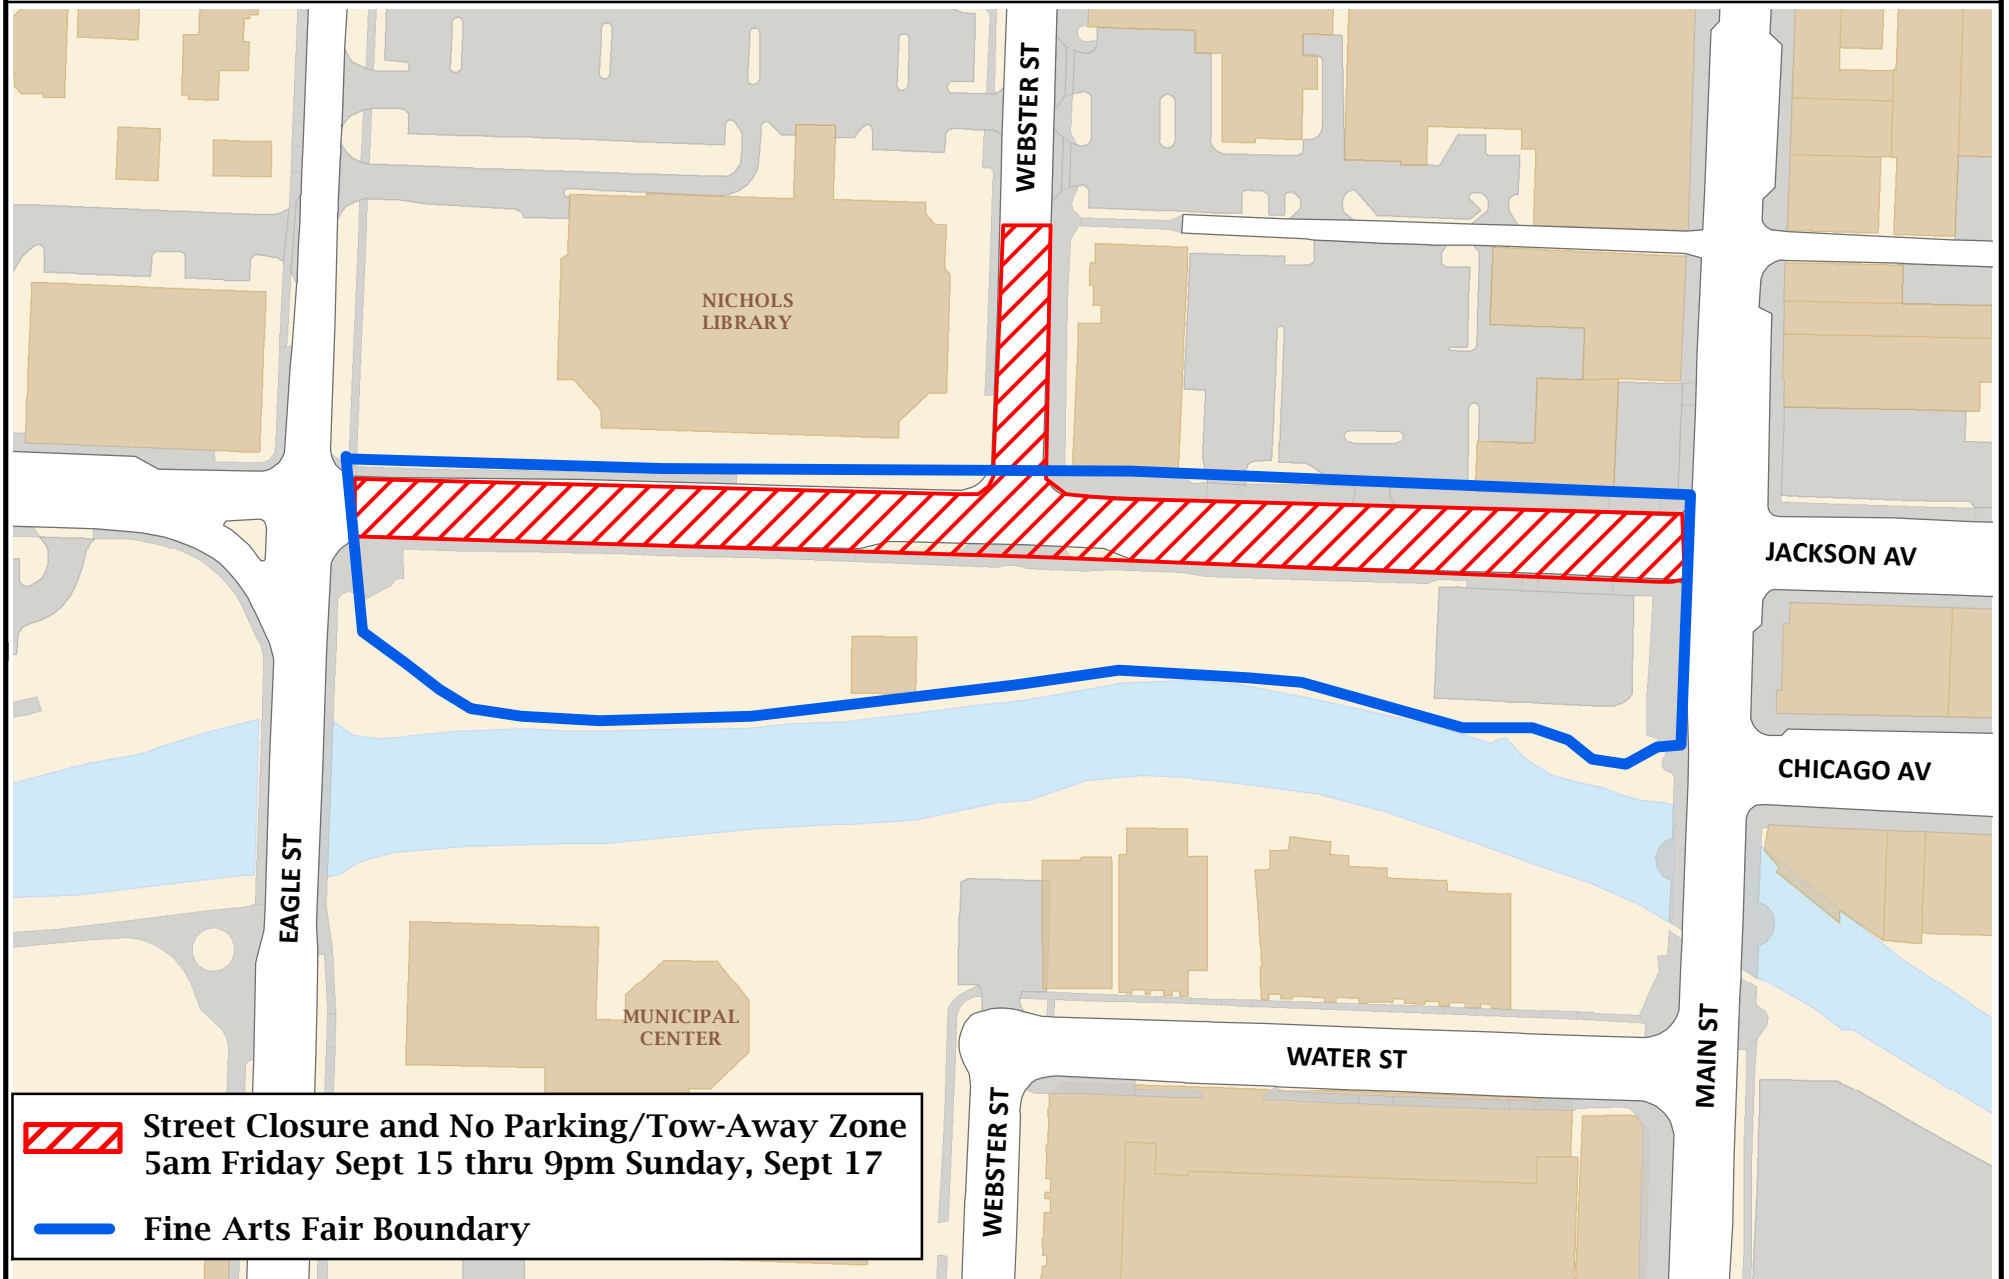 WEBSTER ST
NICHOLS
LIBRARY
JACKSON AV
CHICAGO AV
EAGLE ST
MUNICIPAL
CENTER
WATER ST
MAIN ST
WEBSTER ST
Street Closure and No Parking/Tow-Away Zone
5am Friday Sept 15 thru 9pm Sunday, Sept 17
Fine Arts Fair Boundary